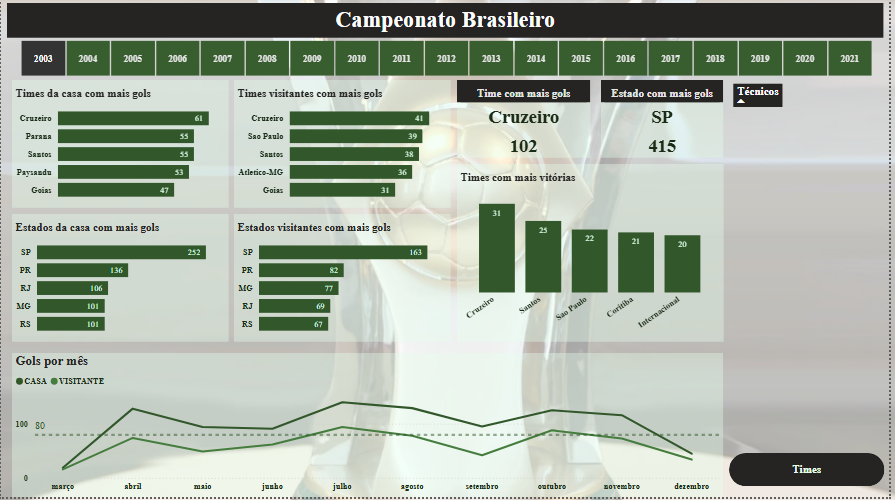 Campeonato Brasileiro
2003 2004 2005 2006 2007 2008 2009 2010 2011 2012 2013 2014 2015 2016 2017 2018 2019 2020 2021
Times da casa com mais gols
Cruzeiro 61
Parana 55
Santos 55
Paysandu 53
Goias 47
Times visitantes com mais gols
Cruzeiro 41
Sao Paulo 39
Santos 38
Atletico-MG 36
Goias 31
Time com mais gols
Cruzeiro
102
Estado com mais gols
SP
415
Técnicos
Estados da casa com mais gols
SP 252
PR 136
RJ 106
MG 101
RS 101
Estados visitantes com mais gols
SP 163
PR 82
MG 77
RJ 69
RS 67
Times com mais vitórias
31 25 22 21 20
Cruzeiro Santos Sao Paulo Coritiba Internacional
Gols por mês
CASA VISITANTE
100 80
0
março abril maio junho julho agosto setembro outubro novembro dezembro
Times